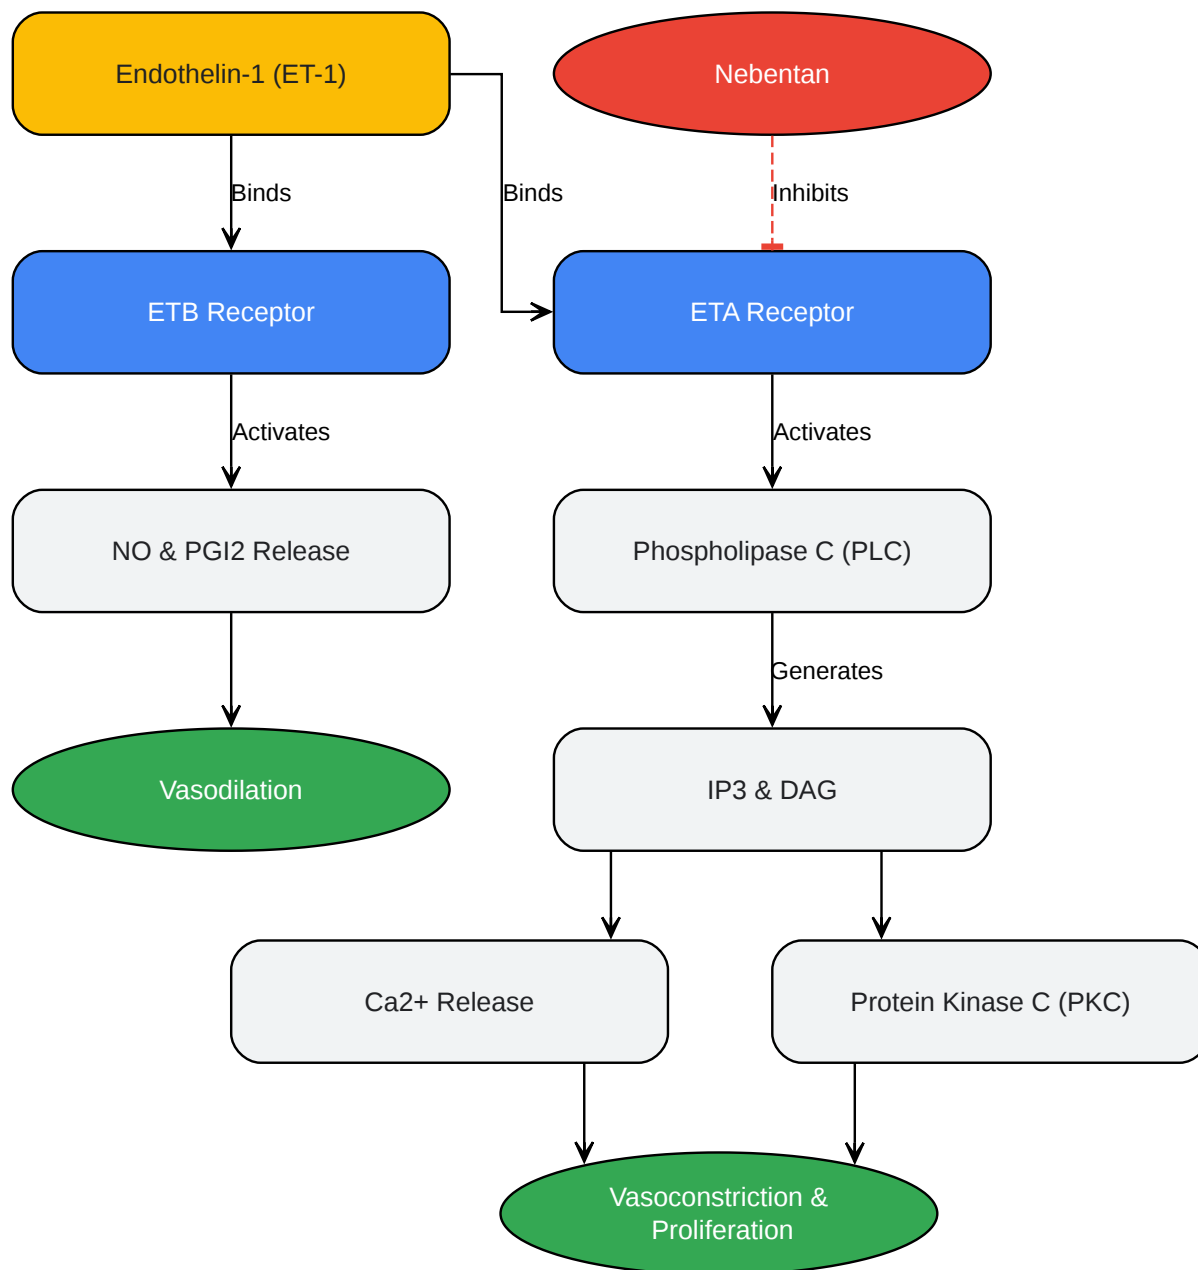 Endothelin-1 (ET-1)
Nebentan
Binds
Binds
Inhibits
ETB Receptor
ETA Receptor
Activates
Activates
NO & PGI2 Release
Phospholipase C (PLC)
Generates
Vasodilation
IP3 & DAG
Ca2+ Release
Protein Kinase C (PKC)
Vasoconstriction &
Proliferation